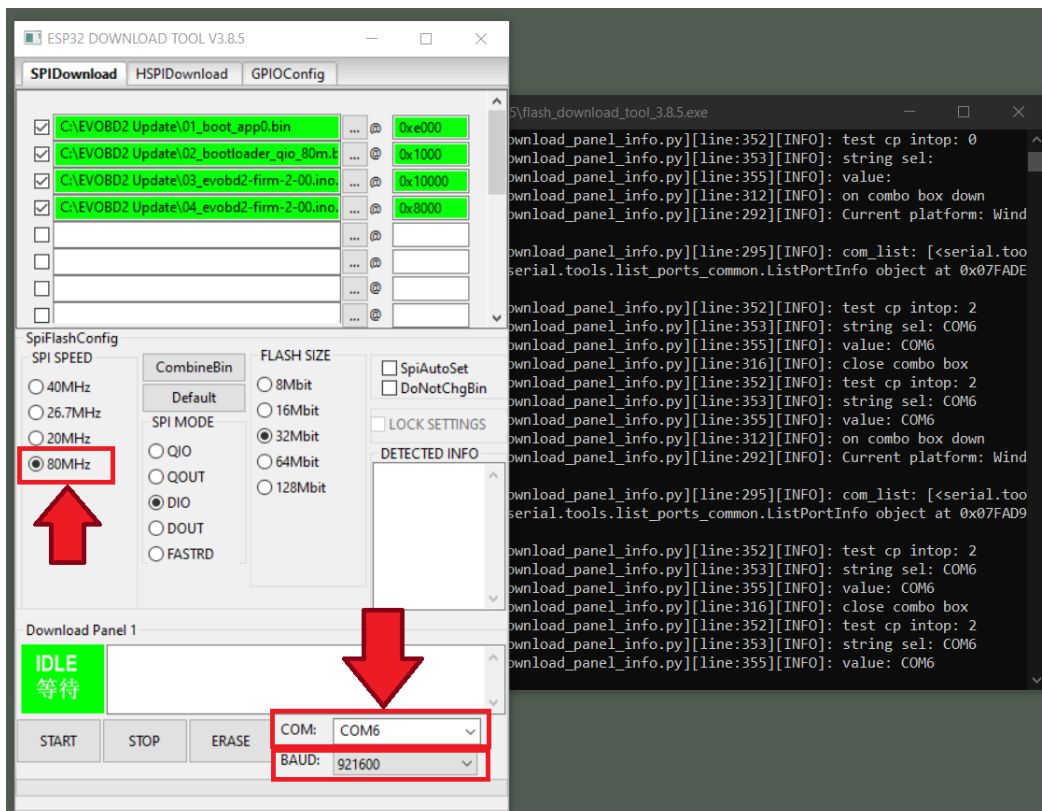 ESP32 DOWNLOAD TOOL V3.8.5
SPIDownload HSPIDownload GPIOConfig
C:\EVOBD2 Update\01_boot_app0.bin ... @ 0xe000
C:\EVOBD2 Update\02_bootloader_qio_80m.b ... @ 0x1000
C:\EVOBD2 Update\03_evobd2-firm-2-00.ino. ... @ 0x10000
C:\EVOBD2 Update\04_evobd2-firm-2-00.ino. ... @ 0x8000
... @
... @
... @
... @
SpiFlashConfig
SPI SPEED
40MHz
26.7MHz
20MHz
80MHz
CombineBin
Default
SPI MODE
QIO
QOUT
DIO
DOUT
FASTRD
FLASH SIZE
8Mbit
16Mbit
32Mbit
64Mbit
128Mbit
SpiAutoSet
DoNotChgBin
LOCK SETTINGS
DETECTED INFO
Download Panel 1
IDLE
等待
START STOP ERASE
COM: COM6
BAUD: 921600
5\flash_download_tool_3.8.5.exe
ownload_panel_info.py][line:352][INFO]: test cp intop: 0
ownload_panel_info.py][line:353][INFO]: string sel:
ownload_panel_info.py][line:355][INFO]: value:
ownload_panel_info.py][line:312][INFO]: on combo box down
ownload_panel_info.py][line:292][INFO]: Current platform: Wind
ownload_panel_info.py][line:295][INFO]: com_list: [<serial.too
serial.tools.list_ports_common.ListPortInfo object at 0x07FADE
ownload_panel_info.py][line:352][INFO]: test cp intop: 2
ownload_panel_info.py][line:353][INFO]: string sel: COM6
ownload_panel_info.py][line:355][INFO]: value: COM6
ownload_panel_info.py][line:316][INFO]: close combo box
ownload_panel_info.py][line:352][INFO]: test cp intop: 2
ownload_panel_info.py][line:353][INFO]: string sel: COM6
ownload_panel_info.py][line:355][INFO]: value: COM6
ownload_panel_info.py][line:312][INFO]: on combo box down
ownload_panel_info.py][line:292][INFO]: Current platform: Wind
ownload_panel_info.py][line:295][INFO]: com_list: [<serial.too
serial.tools.list_ports_common.ListPortInfo object at 0x07FAD9
ownload_panel_info.py][line:352][INFO]: test cp intop: 2
ownload_panel_info.py][line:353][INFO]: string sel: COM6
ownload_panel_info.py][line:355][INFO]: value: COM6
ownload_panel_info.py][line:316][INFO]: close combo box
ownload_panel_info.py][line:352][INFO]: test cp intop: 2
ownload_panel_info.py][line:353][INFO]: string sel: COM6
ownload_panel_info.py][line:355][INFO]: value: COM6